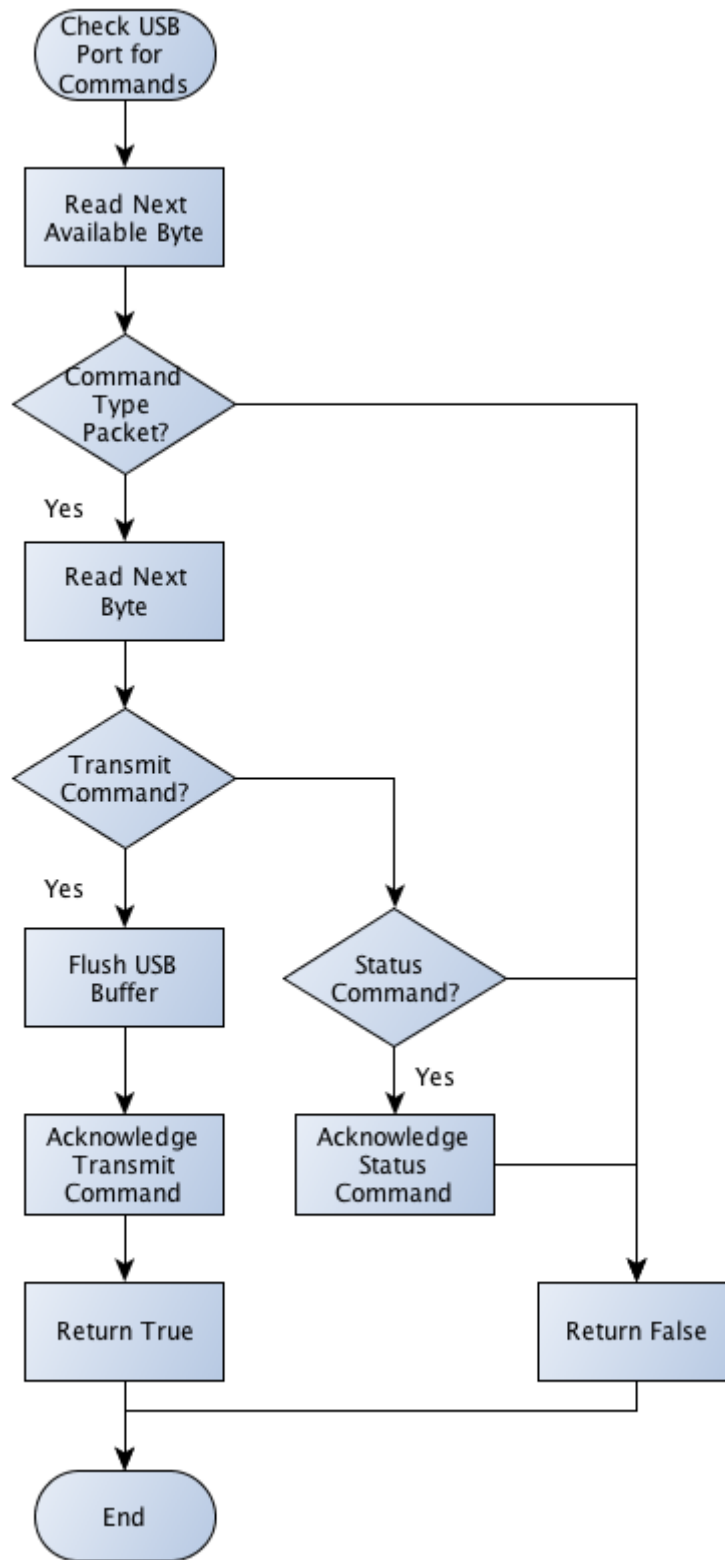 Check USB
Port for
Commands
Read Next
Available Byte
Command
Type
Packet?
Yes
Read Next
Byte
Transmit
Command?
Yes
Flush USB
Buffer
Status
Command?
Yes
Acknowledge
Transmit
Command
Acknowledge
Status
Command
Return True
Return False
End